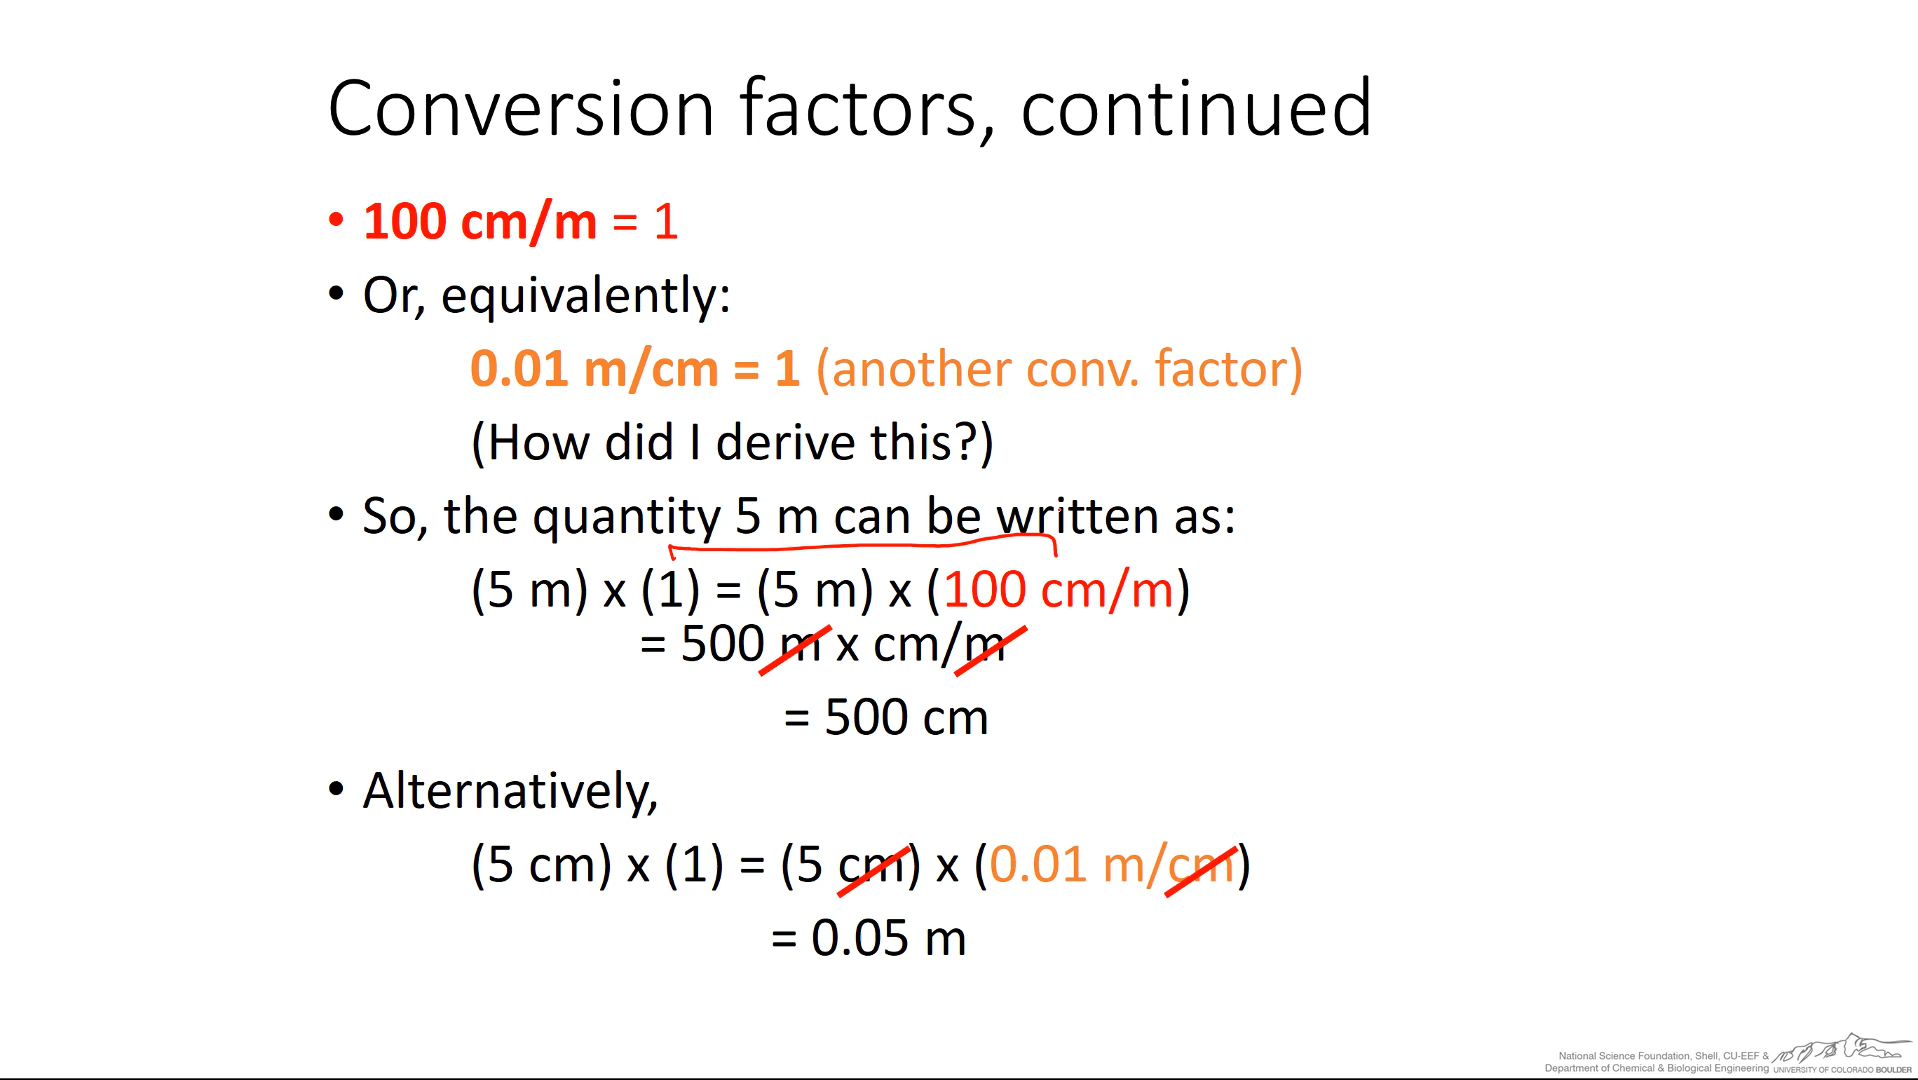 Conversion factors, continued
• 100 cm/m = 1
• Or, equivalently:
0.01 m/cm = 1 (another conv. factor)
(How did I derive this?)
• So, the quantity 5 m can be written as:
(5 m) x (1) = (5 m) x (100 cm/m)
= 500 m x cm/m
= 500 cm
• Alternatively,
(5 cm) x (1) = (5 cm) x (0.01 m/cm)
= 0.05 m
National Science Foundation, Shell, CU-EEF &
Department of Chemical & Biological Engineering UNIVERSITY OF COLORADO BOULDER